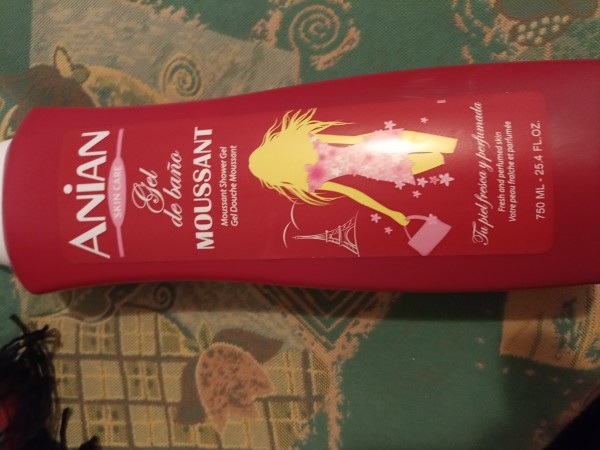 ANIAN
SKIN CARE
Gel
de baño
MOUSSANT
Moussant Shower Gel
Gel Douche Moussant
Tu piel fresca y perfumada
Fresh and perfumed skin
Votre peau fraîche et parfumée
750 ML - 25.4 FL.OZ.